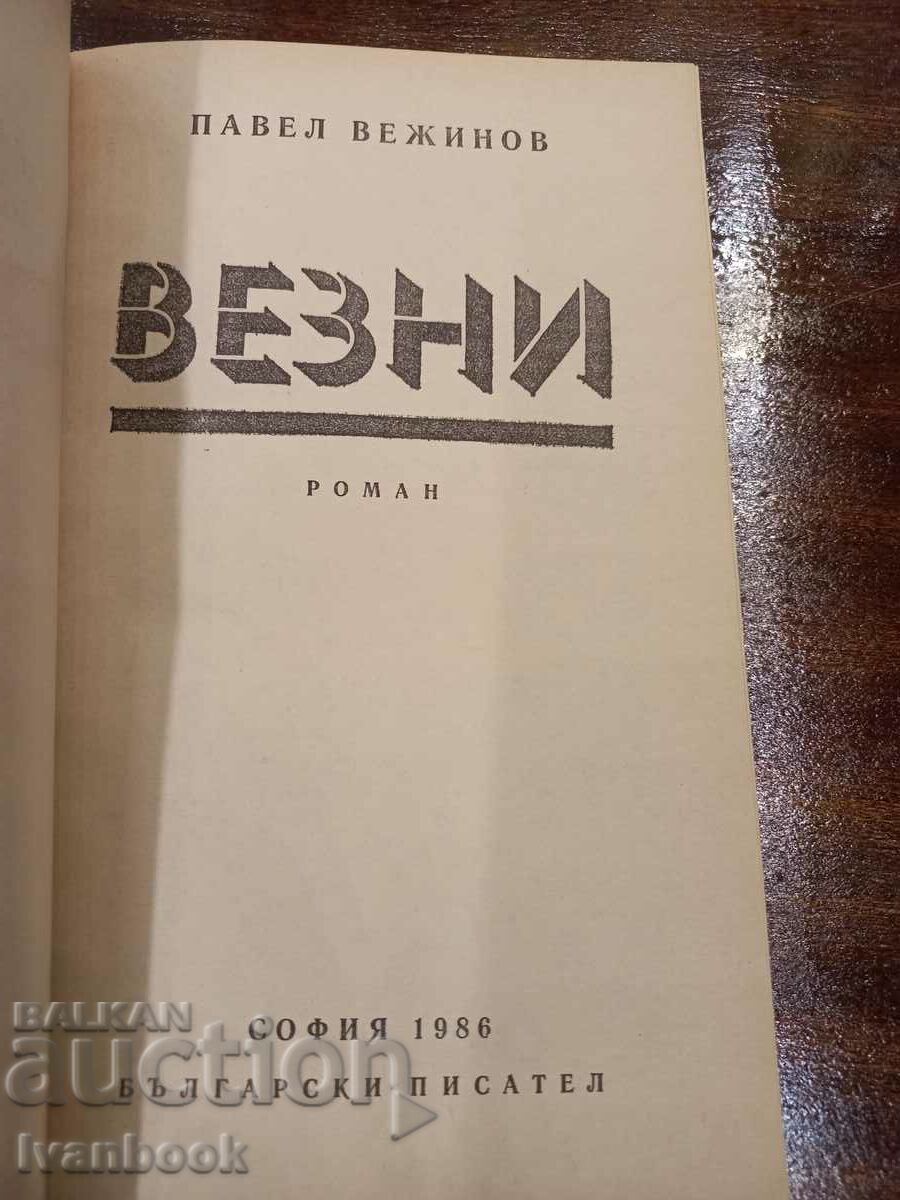 ПАВЕЛ ВЕЖИНОВ
ВЕЗНИ
РОМАН
СОФИЯ 1986
БЪЛГАРСКИ ПИСАТЕЛ
BALKAN
auction
Ivanbook